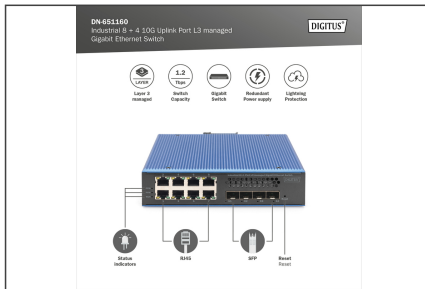 DN-651160
Industrial 8 + 4 10G Uplink Port L3 managed
Gigabit Ethernet Switch
DIGITUS®
3
LAYER
1.2
Tbps
Layer 3
managed
Switch
Capacity
Gigabit
Switch
Redundant
Power supply
Lightning
Protection
Status
indicators
RJ45
SFP
Reset
Reset